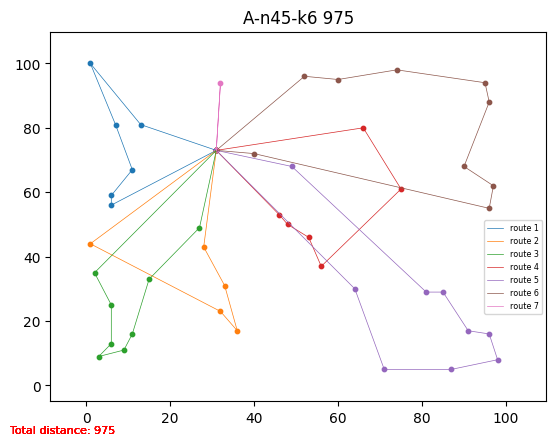 A-n45-k6 975
100
80
60
40
20
0
route 1
route 2
route 3
route 4
route 5
route 6
route 7
0 20 40 60 80 100
Total distance: 975